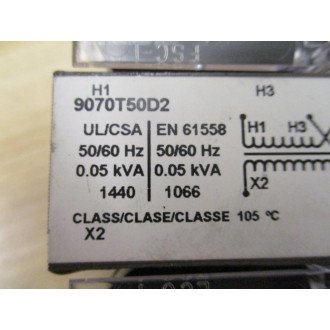 H1 H3
9070T50D2
UL/CSA EN 61558
50/60 Hz 50/60 Hz
0.05 kVA 0.05 kVA
1440 1066
CLASS/CLASE/CLASSE 105 °C
X2
H1 H3
X2